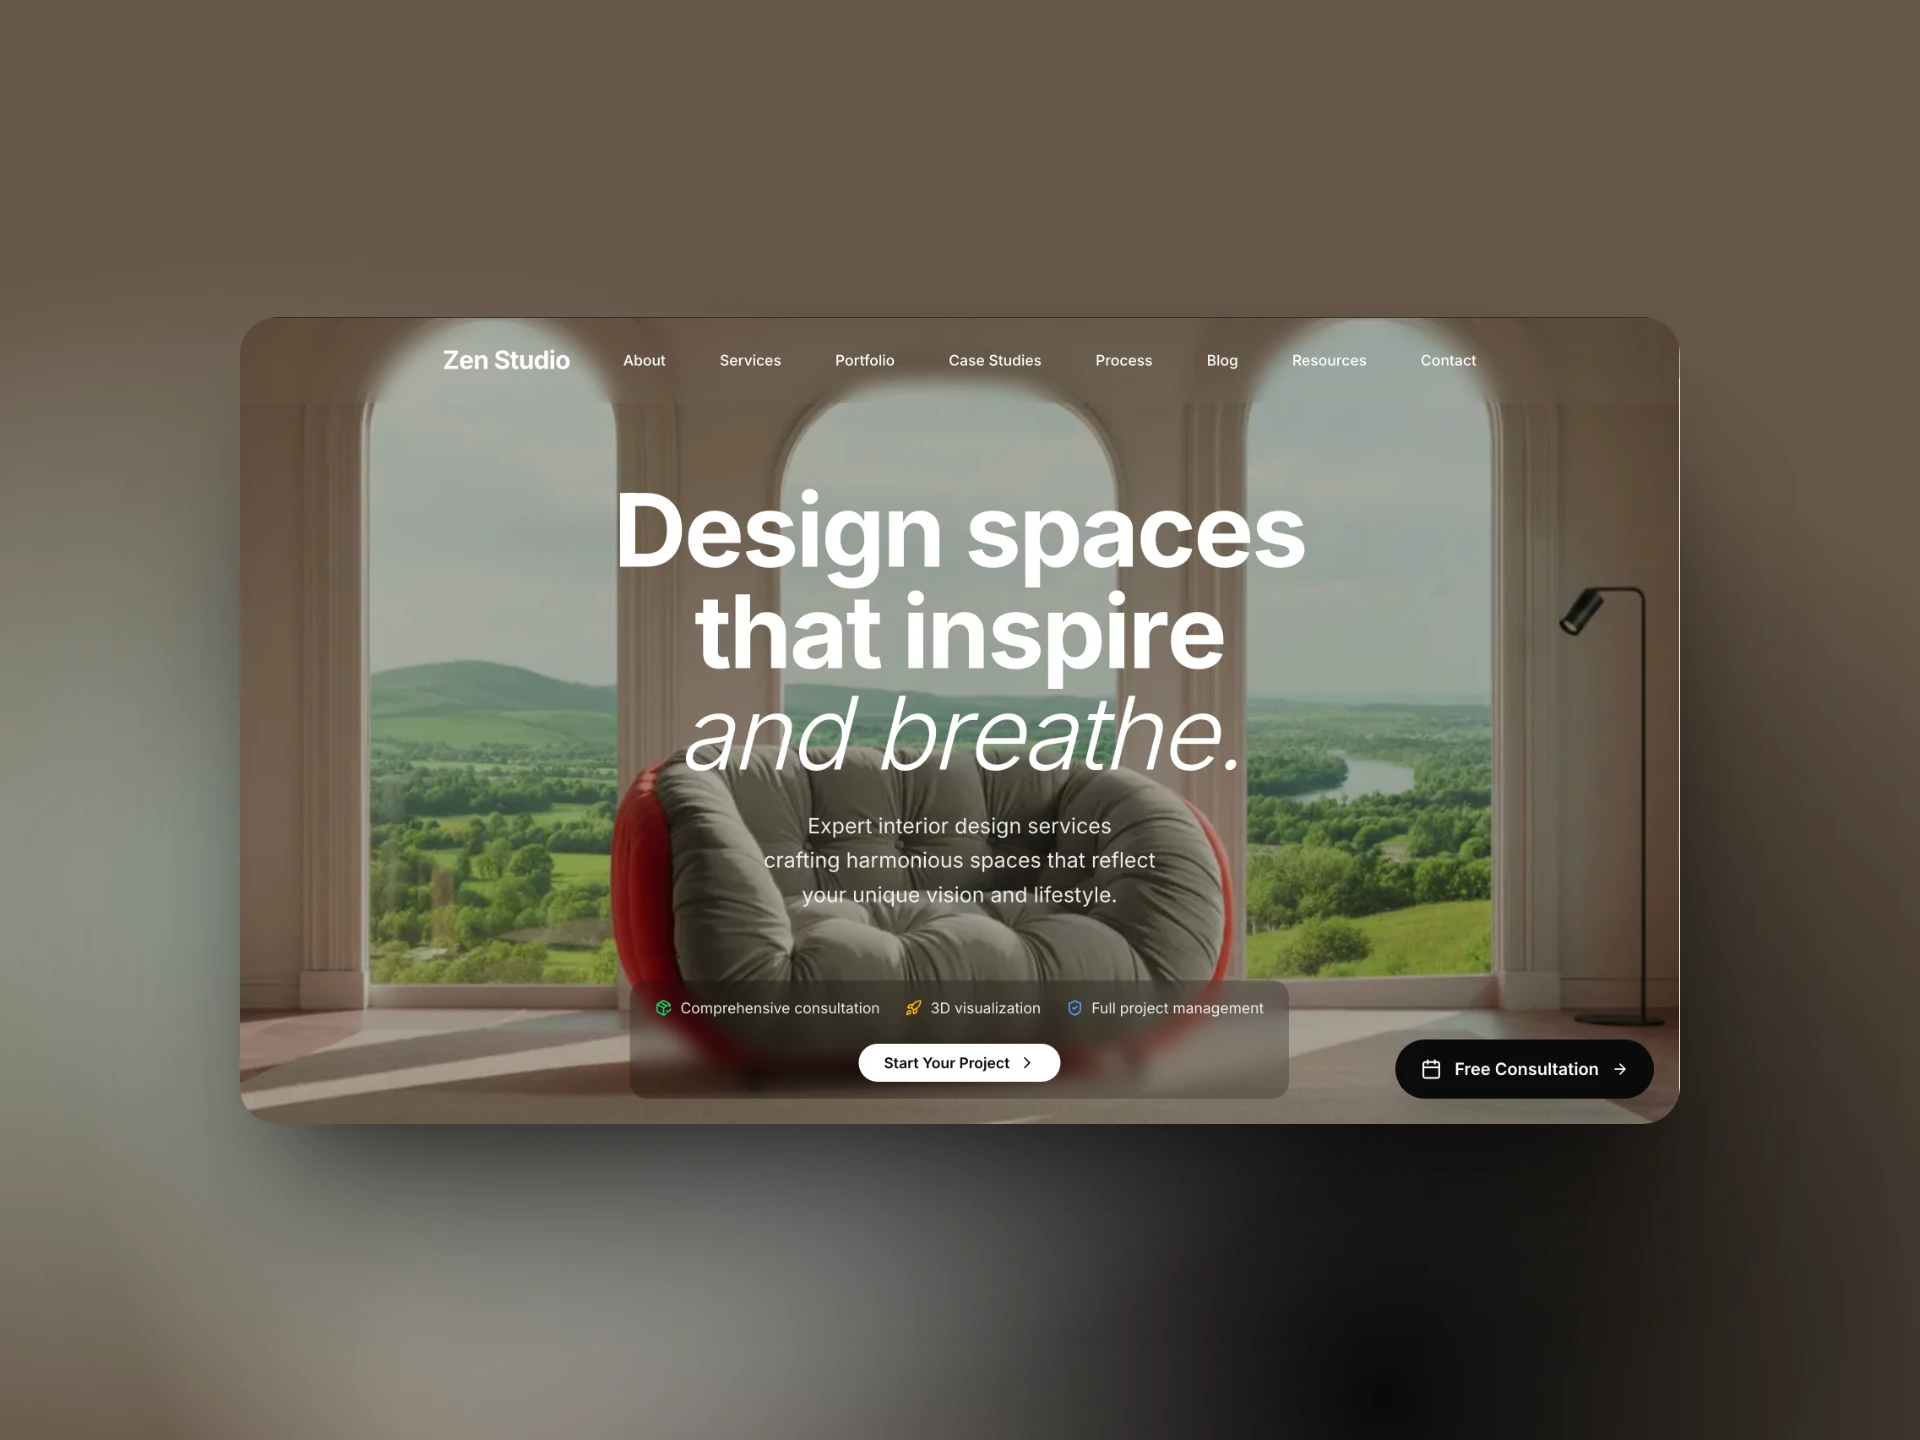 Zen Studio
About
Services
Portfolio
Case Studies
Process
Blog
Resources
Contact
Design spaces
that inspire
and breathe.
Expert interior design services
crafting harmonious spaces that reflect
your unique vision and lifestyle.
Comprehensive consultation
3D visualization
Full project management
Start Your Project
Free Consultation